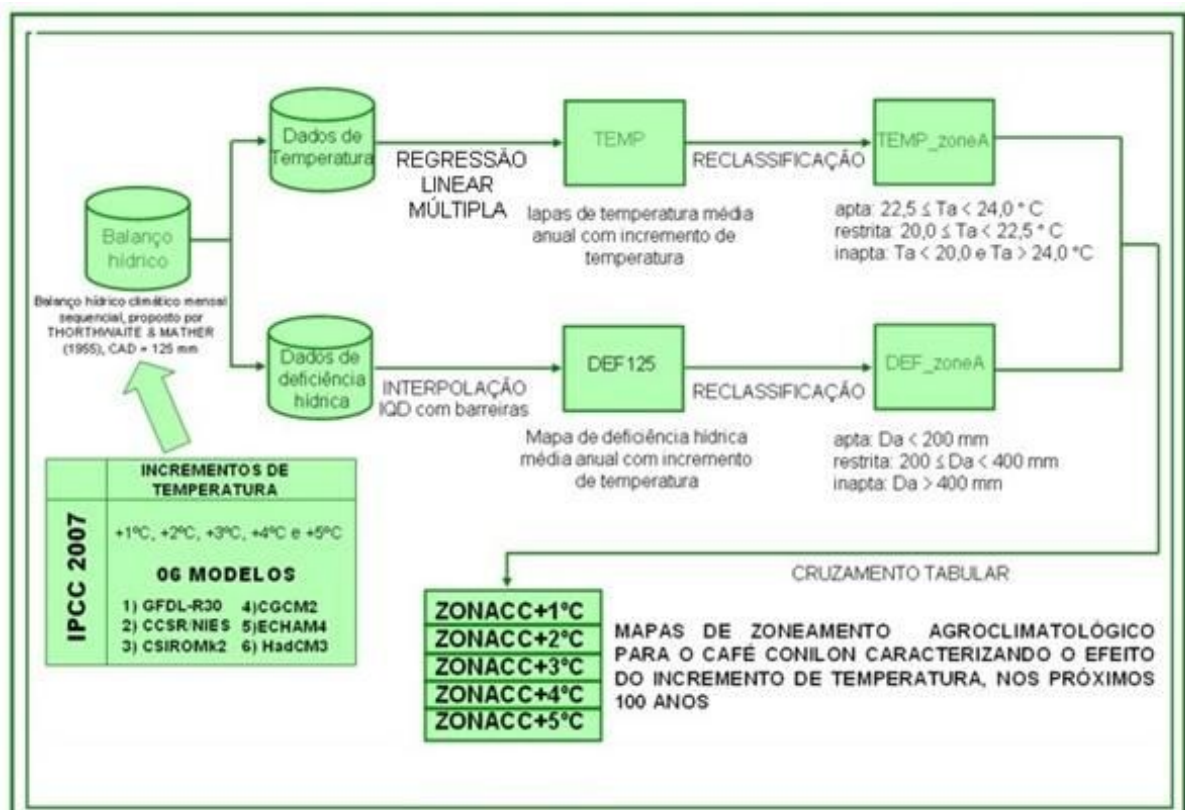 Dados de
Temperatura
REGRESSÃO
LINEAR
MÚLTIPLA
TEMP
lapas de temperatura média
anual com incremento de
temperatura
RECLASSIFICAÇÃO
TEMP_zoneA
apta: 22,5 ≤ Ta < 24,0 ° C
restrita: 20,0 ≤ Ta < 22,5 ° C
inapta: Ta < 20,0 e Ta > 24,0 °C
Balanço
hídrico
Balanço hídrico climático mensal
sequencial, proposto por
THORTHWAITE & MATHER
(1955), CAD = 125 mm
Dados de
deficiência
hídrica
INTERPOLAÇÃO
IQD com barreiras
DEF125
Mapa de deficiência hídrica
média anual com incremento
de temperatura
RECLASSIFICAÇÃO
DEF_zoneA
apta: Da < 200 mm
restrita: 200 ≤ Da < 400 mm
inapta: Da > 400 mm
IPCC 2007
INCREMENTOS DE
TEMPERATURA
+1ºC, +2ºC, +3ºC, +4ºC e +5ºC
06 MODELOS
1) GFDL-R30 4)CGCM2
2) CCSR/NIES 5)ECHAM4
3) CSIROMk2 6) HadCM3
CRUZAMENTO TABULAR
ZONACC+1ºC
ZONACC+2ºC
ZONACC+3ºC
ZONACC+4ºC
ZONACC+5ºC
MAPAS DE ZONEAMENTO AGROCLIMATOLÓGICO
PARA O CAFÉ CONILON CARACTERIZANDO O EFEITO
DO INCREMENTO DE TEMPERATURA, NOS PRÓXIMOS
100 ANOS